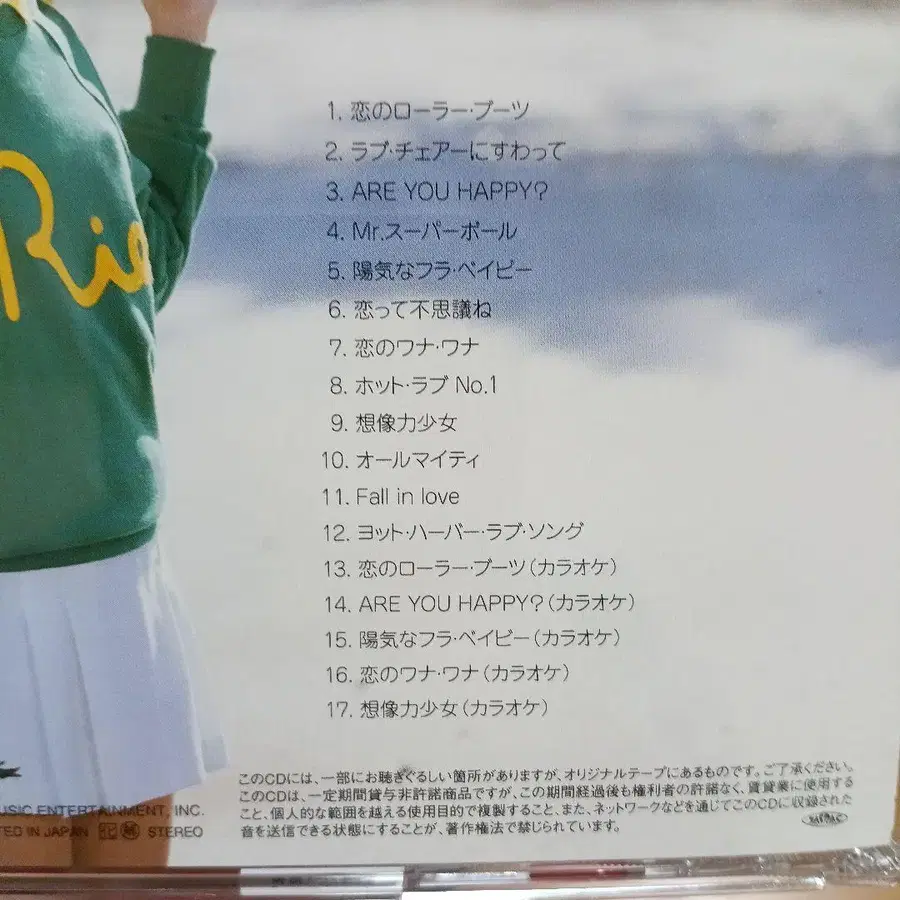 Rie
1. 恋のローラー・ブーツ
2. ラブ・チェアーにすわって
3. ARE YOU HAPPY?
4. Mr.スーパーボール
5. 陽気なフラ・ベイビー
6. 恋って不思議ね
7. 恋のワナ・ワナ
8. ホット・ラブ No.1
9. 想像力少女
10. オールマイティ
11. Fall in love
12. ヨット・ハーバー・ラブ・ソング
13. 恋のローラー・ブーツ(カラオケ)
14. ARE YOU HAPPY?(カラオケ)
15. 陽気なフラ・ベイビー(カラオケ)
16. 恋のワナ・ワナ(カラオケ)
17. 想像力少女(カラオケ)
このCDには、一部にお聴きぐるしい箇所がありますが、オリジナルテープにあるものです。ご了承ください。
このCDは、一定期間貸与非許諾商品ですが、この期間経過後も権利者の許諾なく、賃貸業に使用する
こと、個人的な範囲を越える使用目的で複製すること、また、ネットワークなどを通じてこのCDに収録された
音を送信できる状態にすることが、著作権法で禁じられています。
USIC ENTERTAINMENT, INC.
TED IN JAPAN STEREO